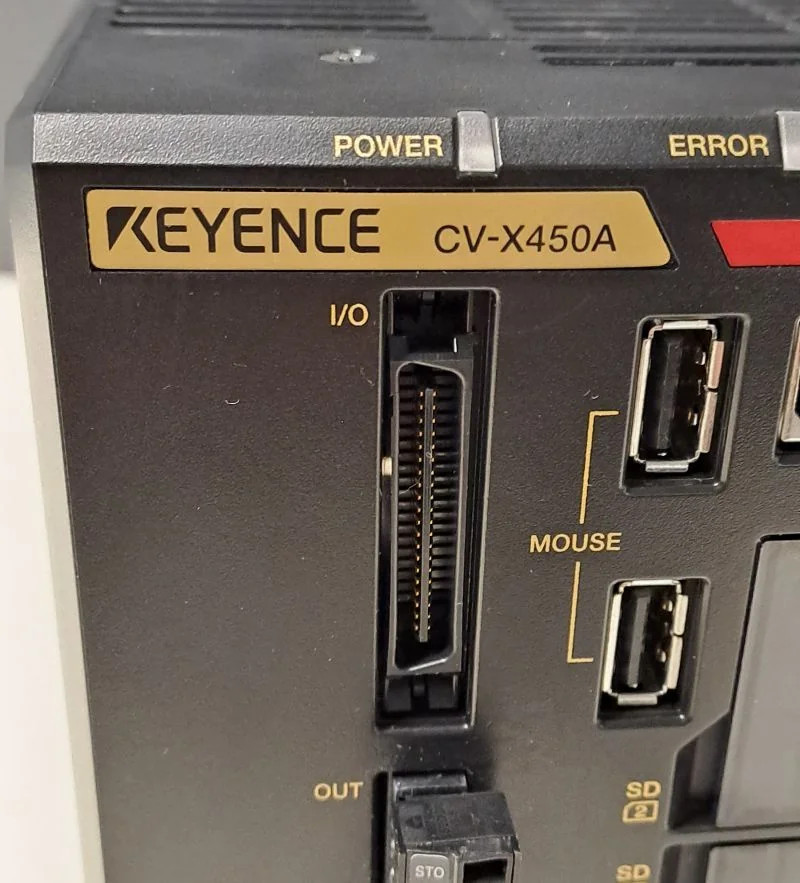 POWER
ERROR
KEYENCE CV-X450A
I/O
MOUSE
OUT
SD
2
SD
STO